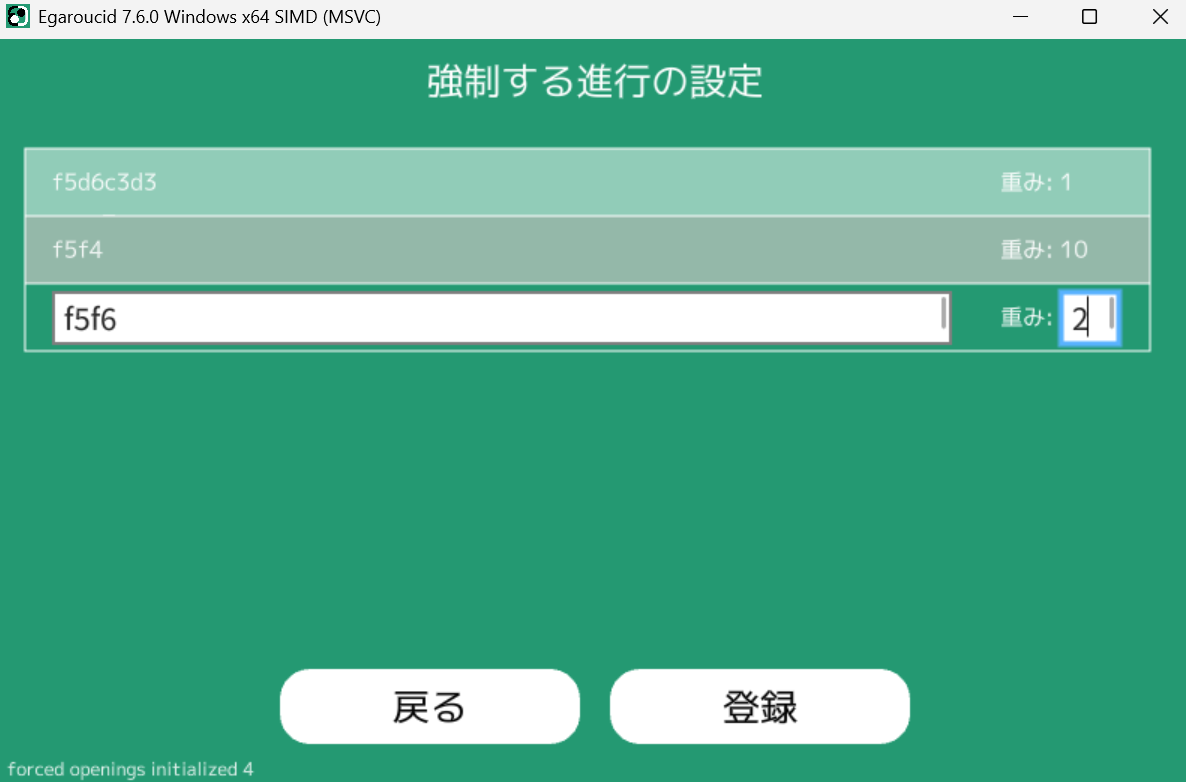 Egaroucid 7.6.0 Windows x64 SIMD (MSVC)
強制する進行の設定
f5d6c3d3 重み: 1
f5f4 重み: 10
f5f6 重み: 2
戻る 登録
forced openings initialized 4